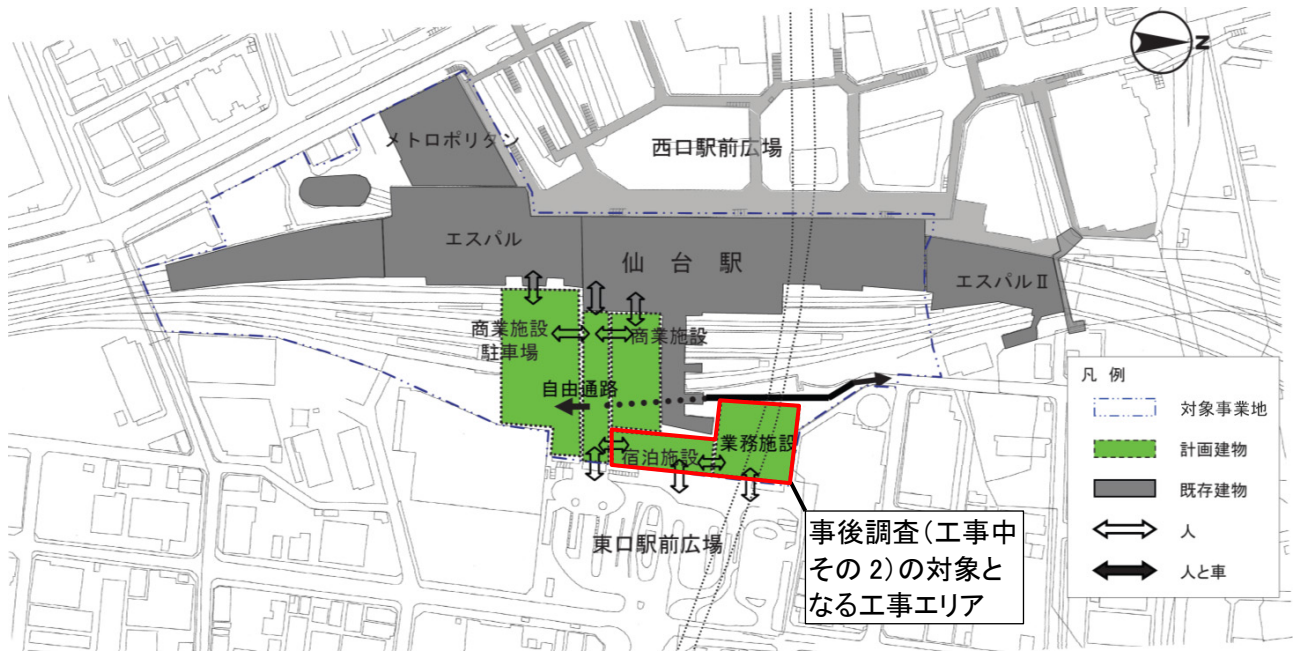 N
メトロポリタン
西口駅前広場
エスパル
仙台駅
エスパルⅡ
商業施設
駐車場
商業施設
自由通路
宿泊施設
業務施設
東口駅前広場
事後調査(工事中
その2)の対象と
なる工事エリア
凡例
対象事業地
計画建物
既存建物
人
人と車